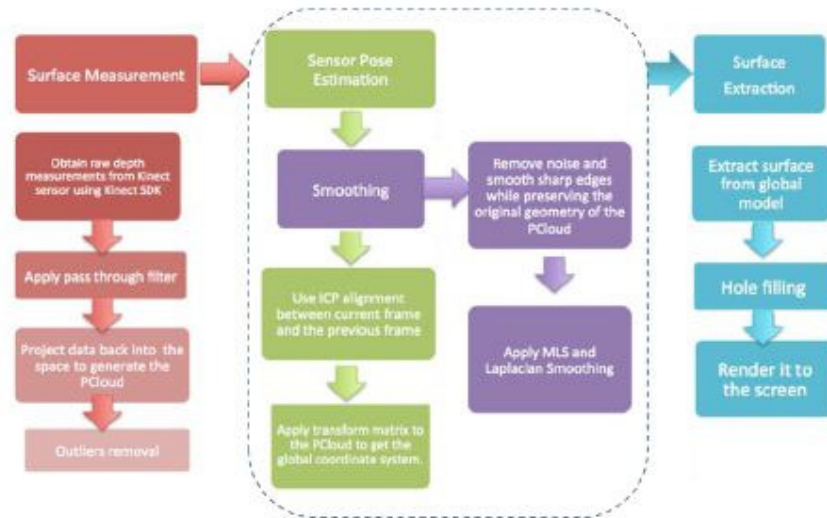 Surface Measurement
Obtain raw depth
measurements from Kinect
sensor using Kinect SDK
Apply pass through filter
Project data back into the
space to generate the
PCloud
Outliers removal
Sensor Pose
Estimation
Smoothing
Use ICP alignment
between current frame
and the previous frame
Apply transform matrix to
the PCloud to get the
global coordinate system.
Remove noise and
smooth sharp edges
while preserving the
original geometry of the
PCloud
Apply MLS and
Laplacian Smoothing
Surface
Extraction
Extract surface
from global
model
Hole filling
Render it to
the screen